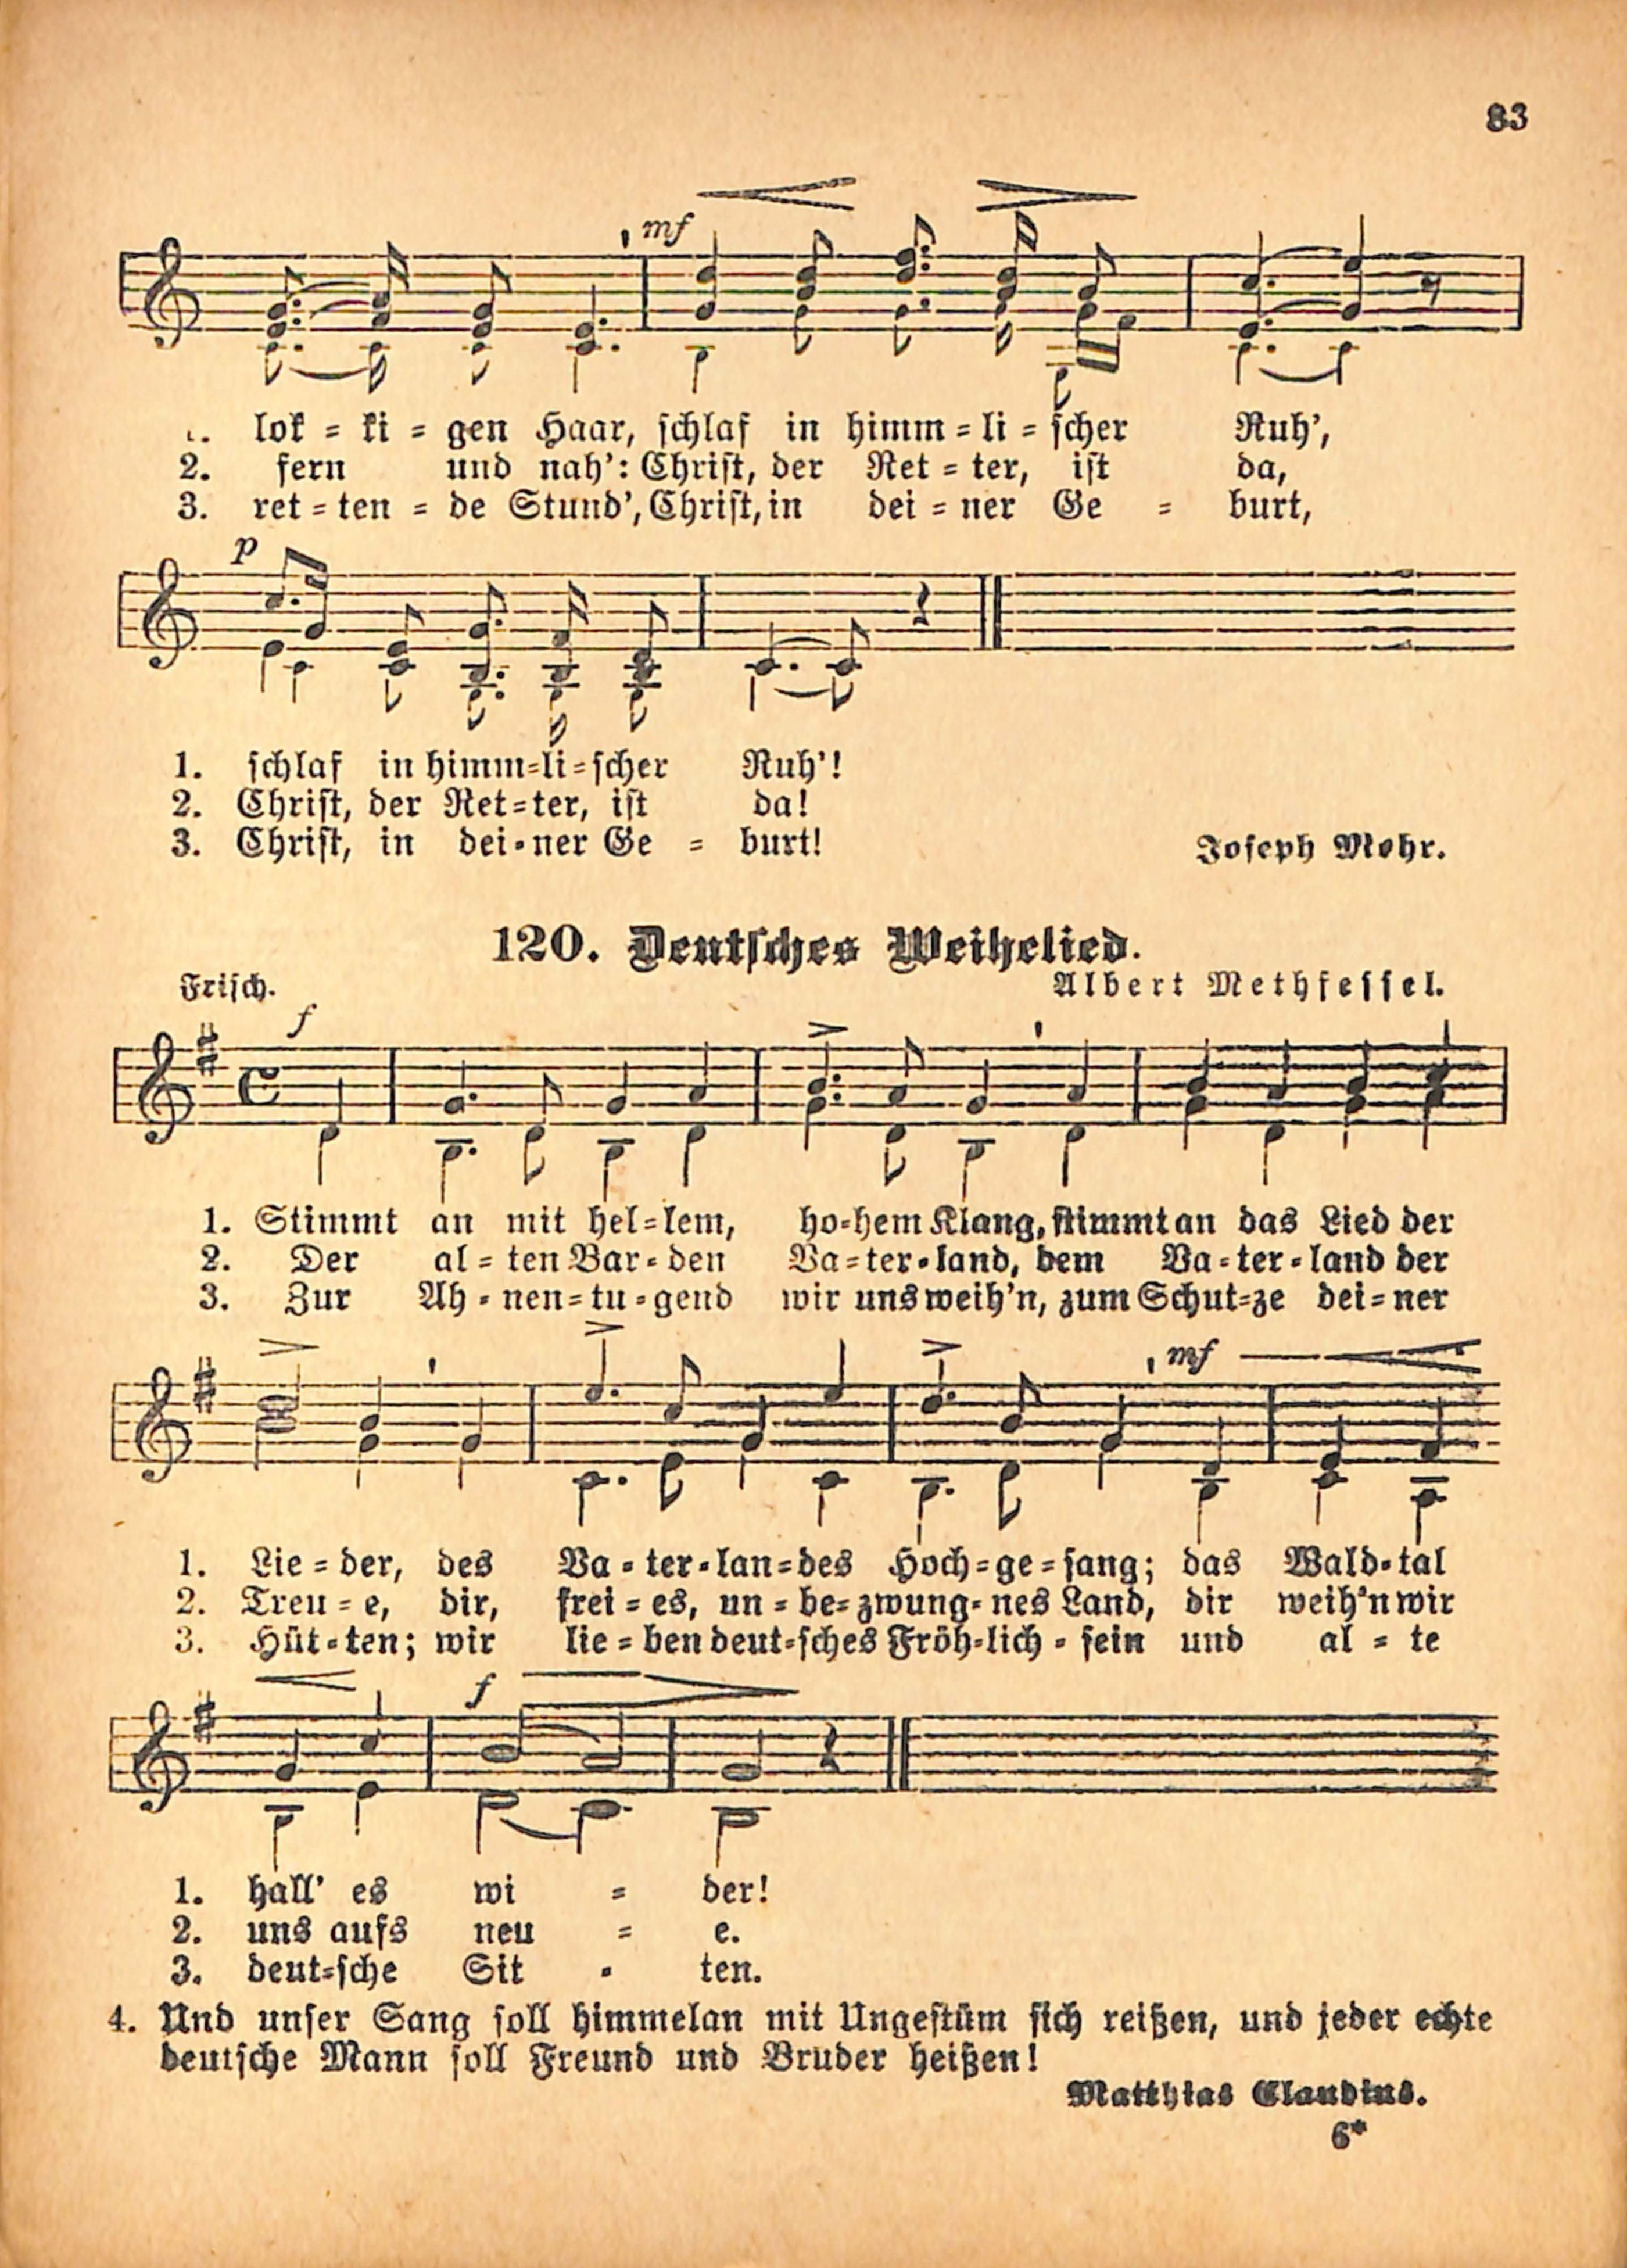 83
mf
1. lok = ki = gen Haar, schlaf in himm = li = scher Ruh',
2. fern und nah': Christ, der Ret = ter, ist da,
3. ret = ten = de Stund', Christ, in dei = ner Ge = burt,
p
1. schlaf in himm=li=scher Ruh'!
2. Christ, der Ret=ter, ist da!
3. Christ, in dei=ner Ge = burt!
Joseph Mohr.
120. Deutsches Weihelied.
Frisch.
Albert Methfessel.
f
1. Stimmt an mit hel=lem, ho=hem Klang, stimmt an das Lied der
2. Der al = ten Bar=den Va=ter=land, dem Va=ter=land der
3. Zur Ah=nen=tu=gend wir uns weih'n, zum Schut=ze dei=ner
mf
1. Lie = der, des Va = ter=lan=des Hoch=ge=sang; das Wald=tal
2. Treu = e, dir, frei = es, un = be=zwung=nes Land, dir weih'n wir
3. Hüt=ten; wir lie = ben deut=sches Fröh=lich = sein und al = te
f
1. hall' es wi = der!
2. uns aufs neu = e.
3. deut=sche Sit = ten.
4. Und unser Sang soll himmelan mit Ungestüm sich reißen, und jeder echte
deutsche Mann soll Freund und Bruder heißen!
Matthias Claudius.
6*